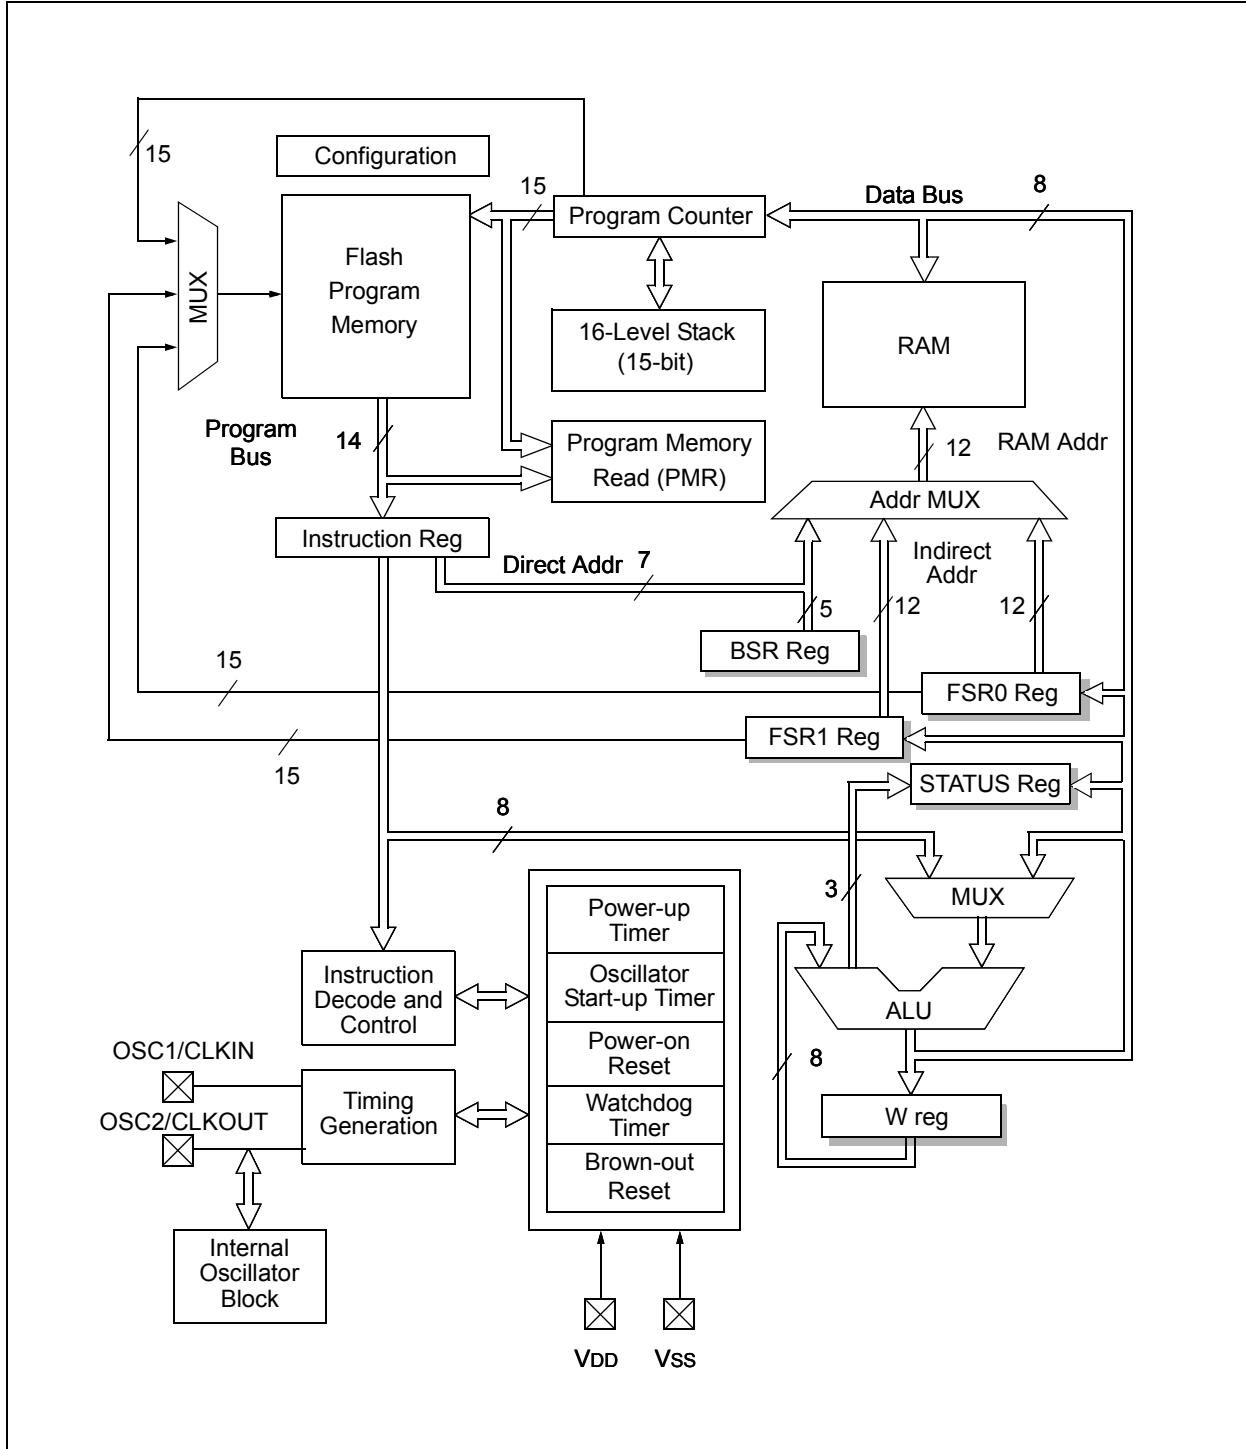 15
Configuration
15
Program Counter
Data Bus
8
MUX
Flash
Program
Memory
16-Level Stack
(15-bit)
RAM
Program
Bus
14
Program Memory
Read (PMR)
12
RAM Addr
Addr MUX
Instruction Reg
Direct Addr
7
Indirect
Addr
5
12
12
BSR Reg
15
FSR0 Reg
FSR1 Reg
15
STATUS Reg
8
3
MUX
Power-up
Timer
Instruction
Decode and
Control
Oscillator
Start-up Timer
ALU
OSC1/CLKIN
Power-on
Reset
8
OSC2/CLKOUT
Timing
Generation
Watchdog
Timer
W reg
Brown-out
Reset
Internal
Oscillator
Block
VDD
VSS